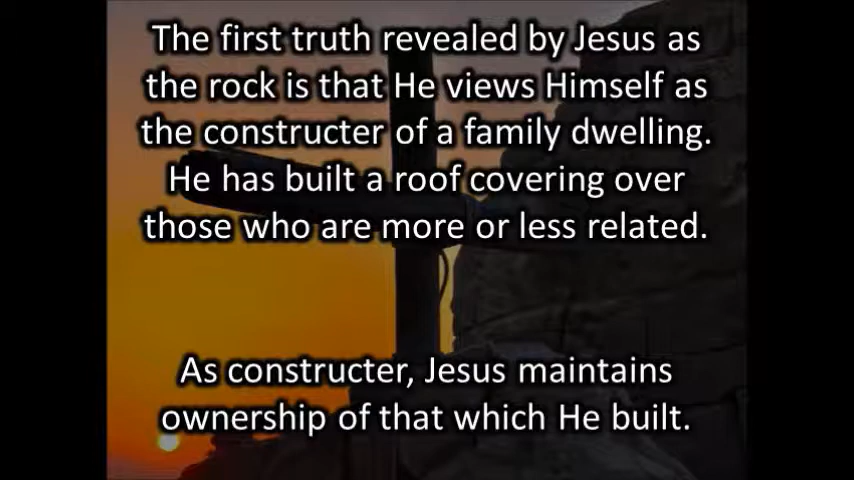 The first truth revealed by Jesus as
the rock is that He views Himself as
the constructer of a family dwelling.
He has built a roof covering over
those who are more or less related.
As constructer, Jesus maintains
ownership of that which He built.